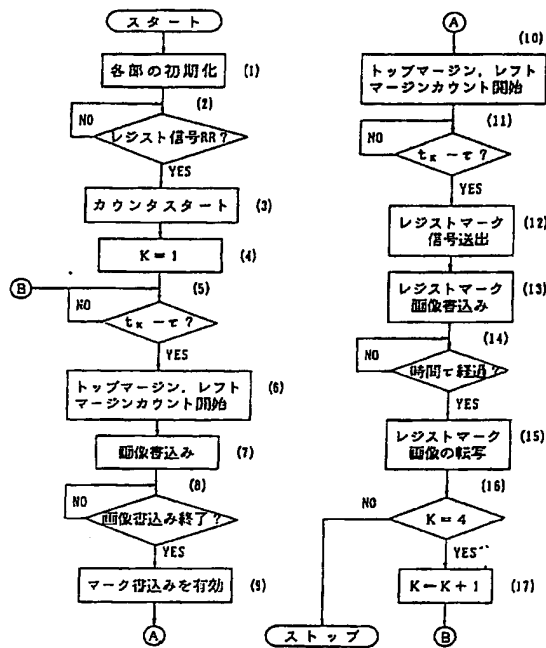 スタート
各部の初期化 (1)
(2)
NO
レジスト信号RR?
YES
カウンタスタート (3)
K=1 (4)
B
(5)
NO
tK-τ?
YES
トップマージン,レフト
マージンカウント開始 (6)
画像書込み (7)
(8)
NO
画像書込み終了?
YES
マーク書込みを有効 (9)
A
A
(10)
トップマージン,レフト
マージンカウント開始
(11)
NO
tK-τ?
YES
レジストマーク
信号送出 (12)
レジストマーク
画像書込み (13)
(14)
NO
時間τ経過?
YES
レジストマーク
画像の転写 (15)
(16)
NO
K=4
YES
K←K+1 (17)
ストップ
B